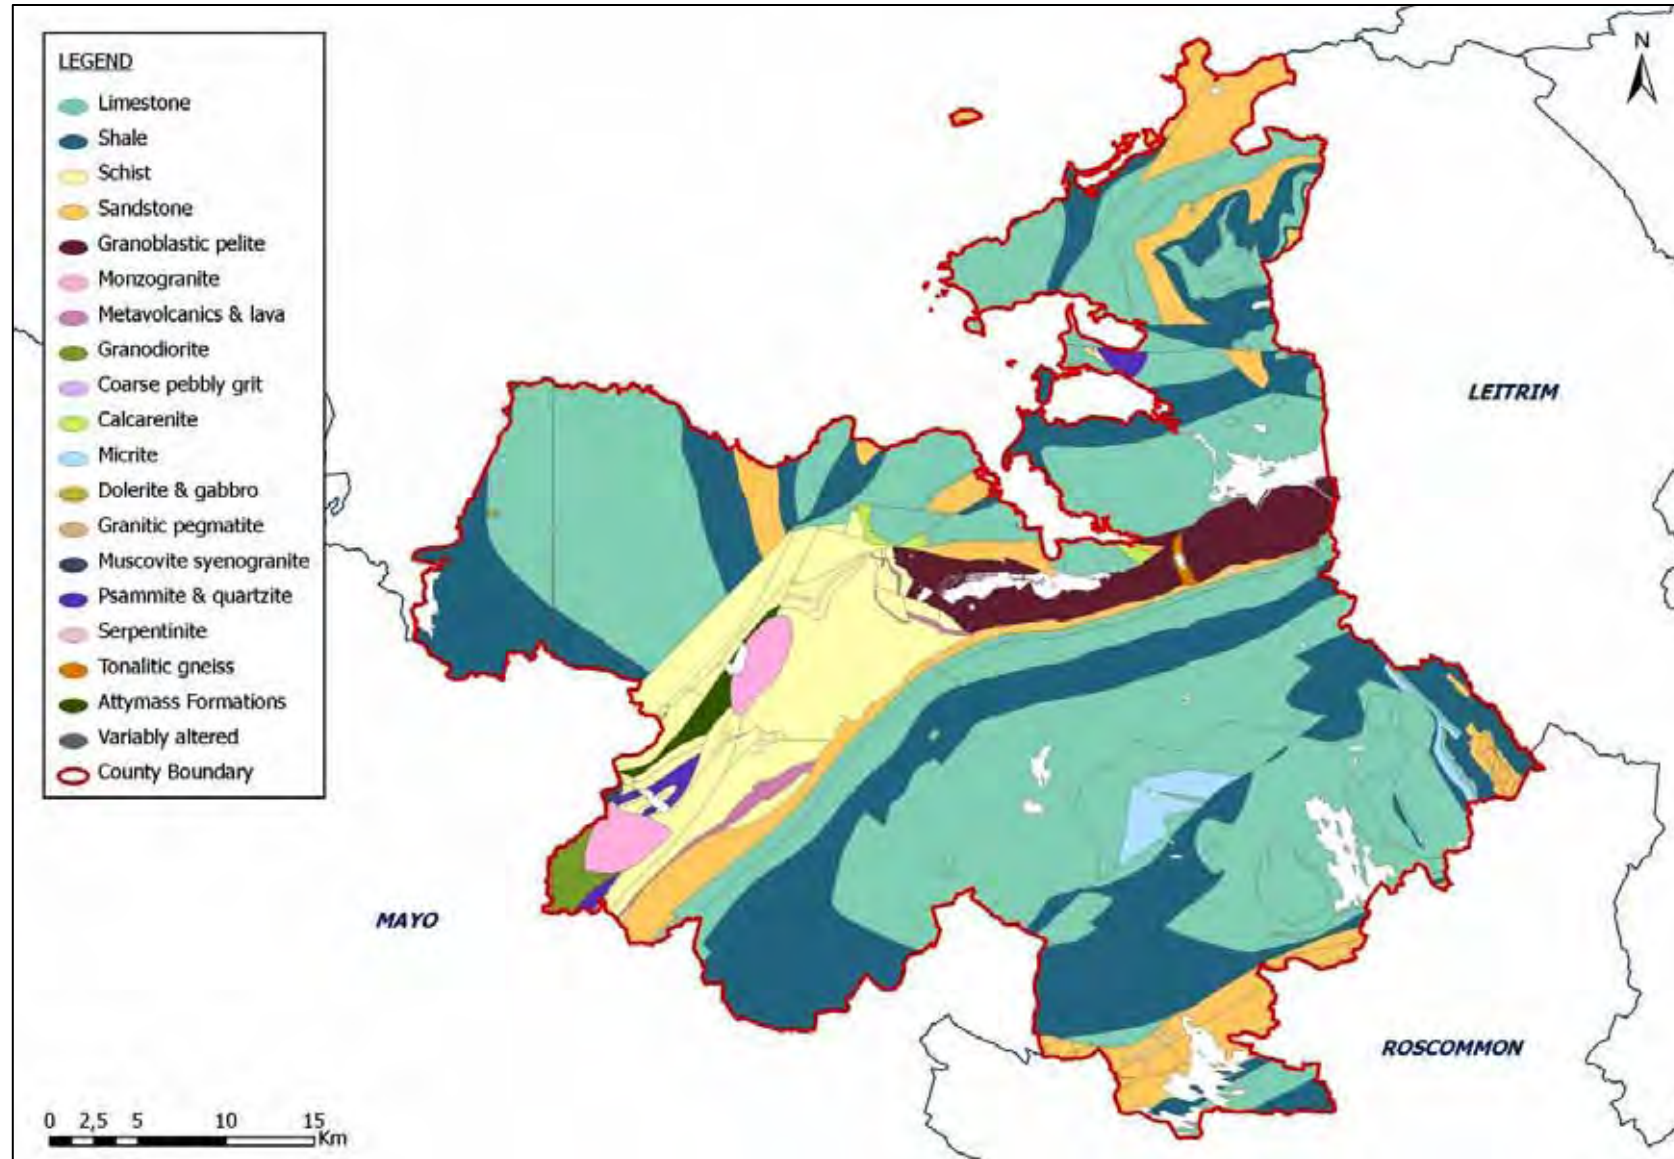 LEGEND
Limestone
Shale
Schist
Sandstone
Granoblastic pelite
Monzogranite
Metavolcanics & lava
Granodiorite
Coarse pebbly grit
Calcarenite
Micrite
Dolerite & gabbro
Granitic pegmatite
Muscovite syenogranite
Psammite & quartzite
Serpentinite
Tonalitic gneiss
Attymass Formations
Variably altered
County Boundary
N
LEITRIM
MAYO
ROSCOMMON
0 2,5 5 10 15
Km